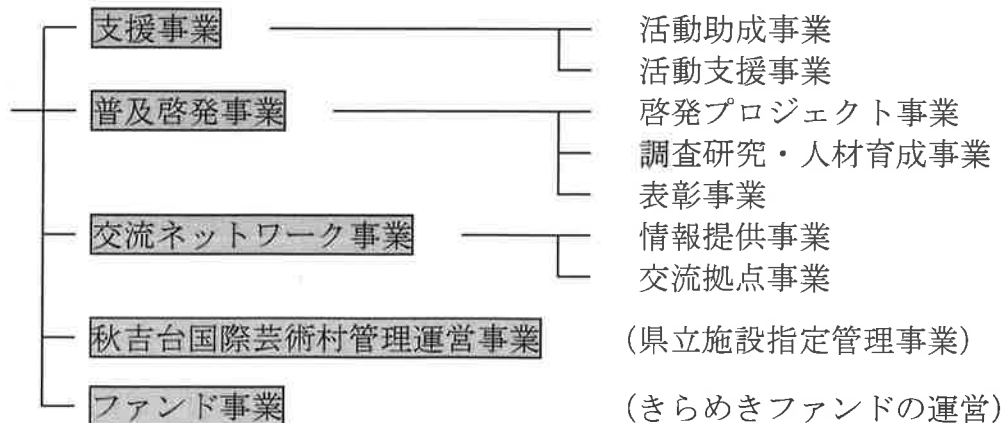 支援事業 活動助成事業
活動支援事業
普及啓発事業 啓発プロジェクト事業
調査研究・人材育成事業
表彰事業
交流ネットワーク事業 情報提供事業
交流拠点事業
秋吉台国際芸術村管理運営事業 (県立施設指定管理事業)
ファンド事業 (きらめきファンドの運営)